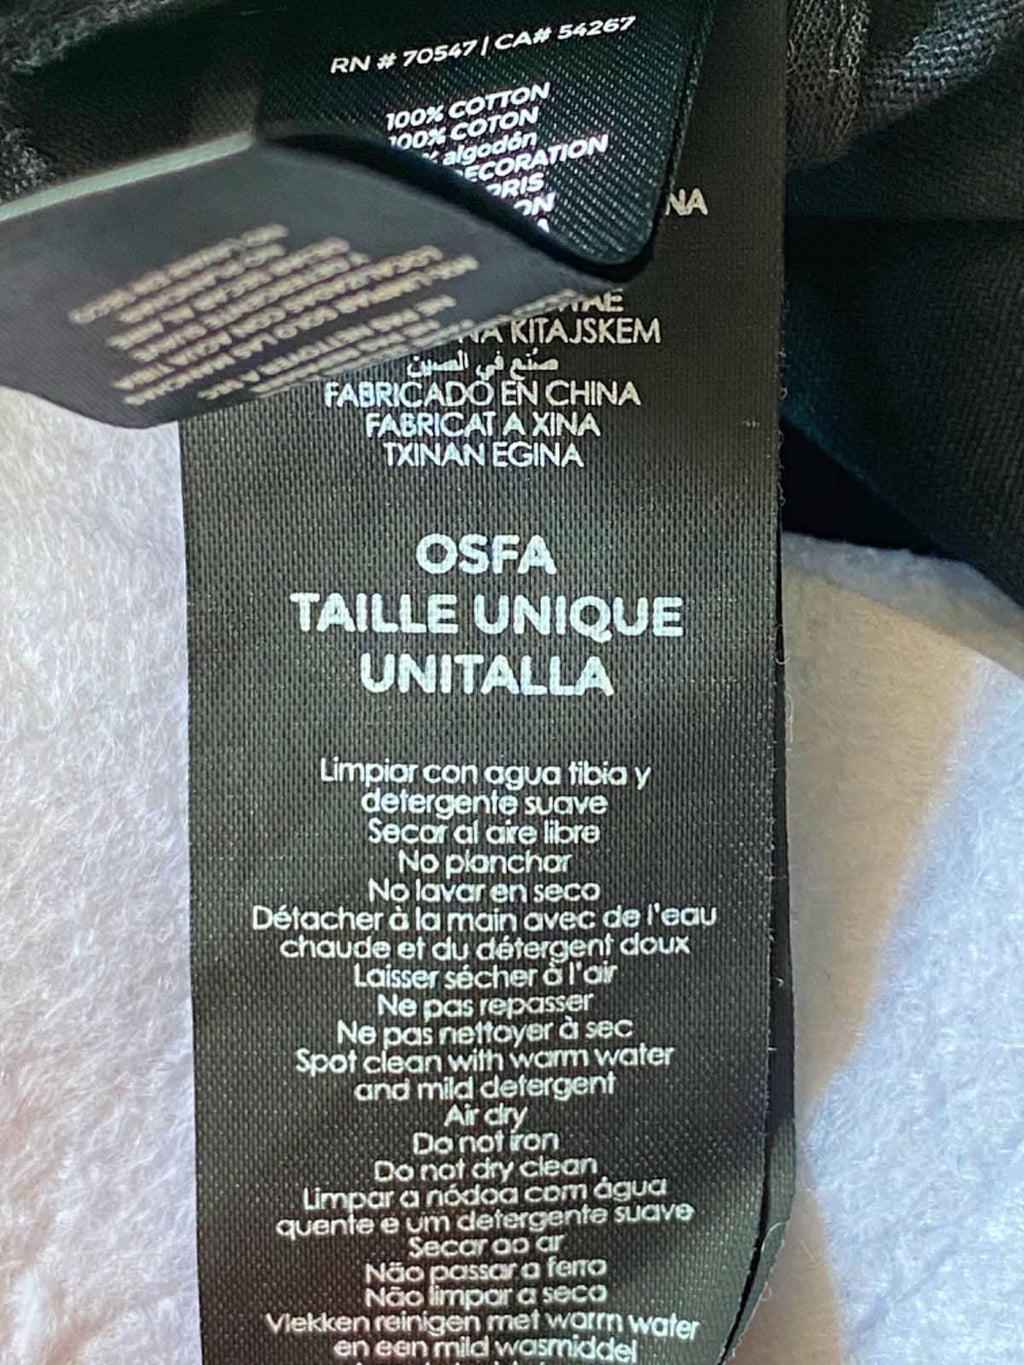 RN # 70547 | CA# 54267
100% COTTON
100% COTON
algodón
DECORATION
NA
KITAJSKEM
صنع في الصين
FABRICADO EN CHINA
FABRICAT A XINA
TXINAN EGINA
OSFA
TAILLE UNIQUE
UNITALLA
Limpiar con agua tibia y
detergente suave
Secar al aire libre
No planchar
No lavar en seco
Détacher à la main avec de l'eau
chaude et du détergent doux
Laisser sécher à l'air
Ne pas repasser
Ne pas nettoyer à sec
Spot clean with warm water
and mild detergent
Air dry
Do not iron
Do not dry clean
Limpar a nódoa com água
quente e um detergente suave
Secar ao ar
Não passar a ferro
Não limpar a seco
Vlekken reinigen met warm water
en een mild wasmiddel